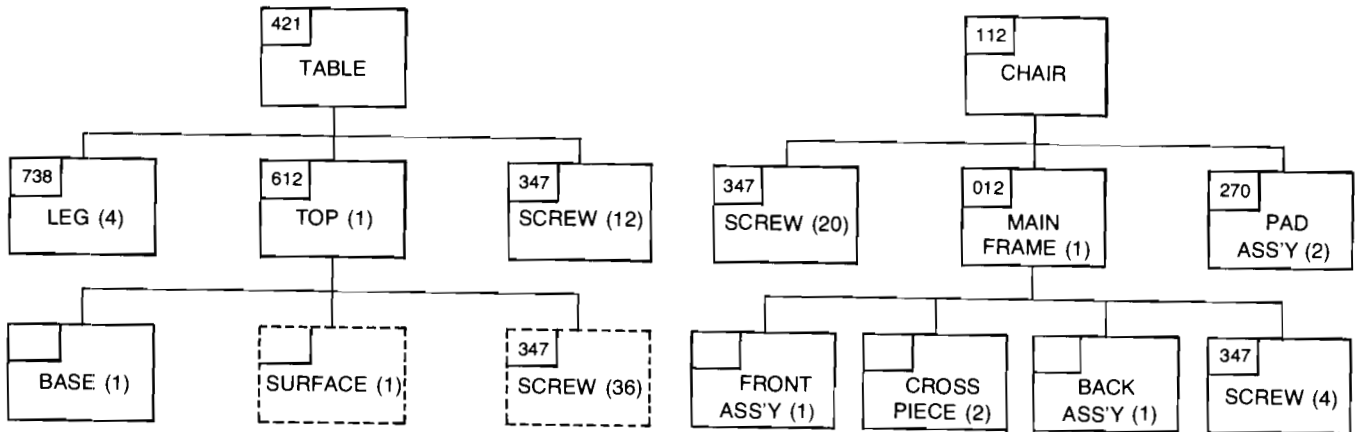 421
TABLE
112
CHAIR
738
LEG (4)
612
TOP (1)
347
SCREW (12)
347
SCREW (20)
012
MAIN
FRAME (1)
270
PAD
ASS'Y (2)
BASE (1)
SURFACE (1)
347
SCREW (36)
FRONT
ASS'Y (1)
CROSS
PIECE (2)
BACK
ASS'Y (1)
347
SCREW (4)